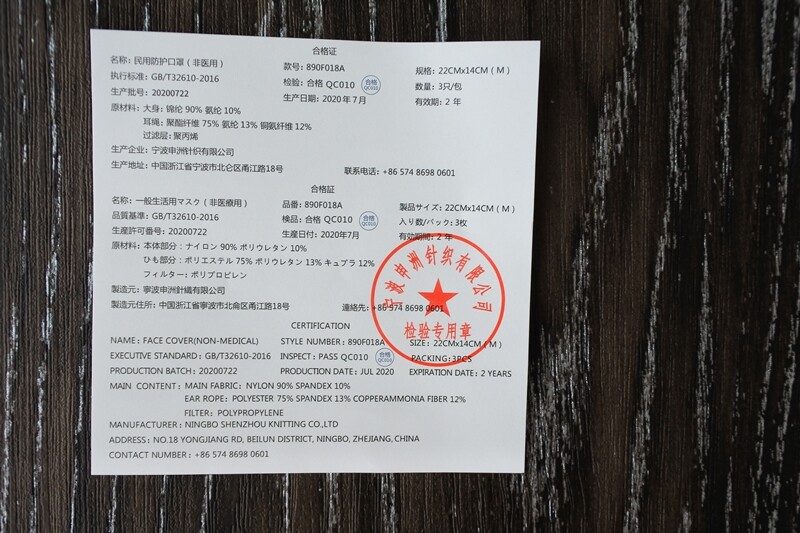 合格证
名称：民用防护口罩（非医用） 款号：890F018A 规格：22CMx14CM（M）
执行标准：GB/T32610-2016 检验：合格 QC010 合格 QC010 数量：3只/包
生产批号：20200722 生产日期：2020年7月 有效期：2 年
原材料：大身：锦纶 90% 氨纶 10%
耳绳：聚酯纤维 75% 氨纶 13% 铜氨纤维 12%
过滤层：聚丙烯
生产企业：宁波申洲针织有限公司
生产地址：中国浙江省宁波市北仑区甬江路18号 联系电话：+86 574 8698 0601
合格证
名称：一般生活用マスク（非医療用） 品番：890F018A 製品サイズ：22CMx14CM（M）
品質基準：GB/T32610-2016 検品：合格 QC010 合格 QC010 入り数/パック：3枚
生産許可番号：20200722 生産日付：2020年7月 有效期間：2 年
原材料：本体部分：ナイロン 90% ポリウレタン 10%
ひも部分：ポリエステル 75% ポリウレタン 13% キュプラ 12%
フィルター：ポリプロピレン
製造元：寧波申洲針織有限公司
製造元住所：中国浙江省寧波市北侖区甬江路18号 連絡先：+86 574 8698 0601
宁波申洲针织有限公司
检验专用章
CERTIFICATION
NAME：FACE COVER(NON-MEDICAL) STYLE NUMBER：890F018A SIZE：22CMx14CM（M）
EXECUTIVE STANDARD：GB/T32610-2016 INSPECT：PASS QC010 合格 QC010 PACKING：3PCS
PRODUCTION BATCH：20200722 PRODUCTION DATE：JUL 2020 EXPIRATION DATE：2 YEARS
MAIN CONTENT：MAIN FABRIC：NYLON 90% SPANDEX 10%
EAR ROPE：POLYESTER 75% SPANDEX 13% COPPERAMMONIA FIBER 12%
FILTER：POLYPROPYLENE
MANUFACTURER：NINGBO SHENZHOU KNITTING CO.,LTD
ADDRESS：NO.18 YONGJIANG RD, BEILUN DISTRICT, NINGBO, ZHEJIANG, CHINA
CONTACT NUMBER：+86 574 8698 0601